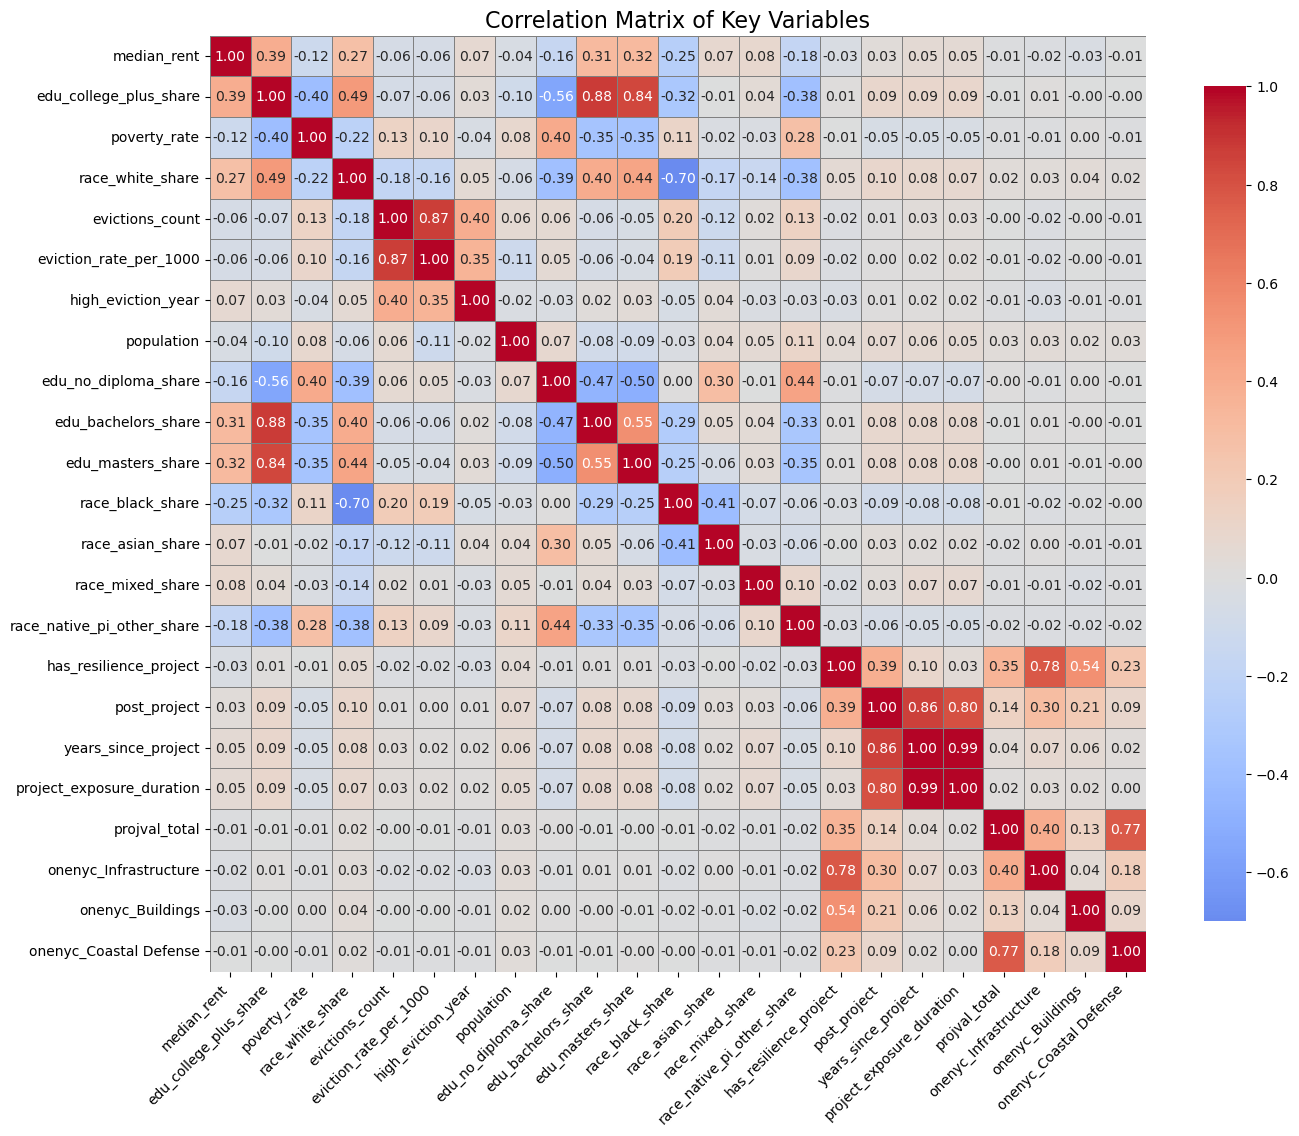 Correlation Matrix of Key Variables
median_rent 1.00 0.39 -0.12 0.27 -0.06 -0.06 0.07 -0.04 -0.16 0.31 0.32 -0.25 0.07 0.08 -0.18 -0.03 0.03 0.05 0.05 -0.01 -0.02 -0.03 -0.01
edu_college_plus_share 0.39 1.00 -0.40 0.49 -0.07 -0.06 0.03 -0.10 -0.56 0.88 0.84 -0.32 -0.01 0.04 -0.38 0.01 0.09 0.09 0.09 -0.01 0.01 -0.00 -0.00
poverty_rate -0.12 -0.40 1.00 -0.22 0.13 0.10 -0.04 0.08 0.40 -0.35 -0.35 0.11 -0.02 -0.03 0.28 -0.01 -0.05 -0.05 -0.05 -0.01 -0.01 0.00 -0.01
race_white_share 0.27 0.49 -0.22 1.00 -0.18 -0.16 0.05 -0.06 -0.39 0.40 0.44 -0.70 -0.17 -0.14 -0.38 0.05 0.10 0.08 0.07 0.02 0.03 0.04 0.02
evictions_count -0.06 -0.07 0.13 -0.18 1.00 0.87 0.40 0.06 0.06 -0.06 -0.05 0.20 -0.12 0.02 0.13 -0.02 0.01 0.03 0.03 -0.00 -0.02 -0.00 -0.01
eviction_rate_per_1000 -0.06 -0.06 0.10 -0.16 0.87 1.00 0.35 -0.11 0.05 -0.06 -0.04 0.19 -0.11 0.01 0.09 -0.02 0.00 0.02 0.02 -0.01 -0.02 -0.00 -0.01
high_eviction_year 0.07 0.03 -0.04 0.05 0.40 0.35 1.00 -0.02 -0.03 0.02 0.03 -0.05 0.04 -0.03 -0.03 -0.03 0.01 0.02 0.02 -0.01 -0.03 -0.01 -0.01
population -0.04 -0.10 0.08 -0.06 0.06 -0.11 -0.02 1.00 0.07 -0.08 -0.09 -0.03 0.04 0.05 0.11 0.04 0.07 0.06 0.05 0.03 0.03 0.02 0.03
edu_no_diploma_share -0.16 -0.56 0.40 -0.39 0.06 0.05 -0.03 0.07 1.00 -0.47 -0.50 0.00 0.30 -0.01 0.44 -0.01 -0.07 -0.07 -0.07 -0.00 -0.01 0.00 -0.01
edu_bachelors_share 0.31 0.88 -0.35 0.40 -0.06 -0.06 0.02 -0.08 -0.47 1.00 0.55 -0.29 0.05 0.04 -0.33 0.01 0.08 0.08 0.08 -0.01 0.01 -0.00 -0.01
edu_masters_share 0.32 0.84 -0.35 0.44 -0.05 -0.04 0.03 -0.09 -0.50 0.55 1.00 -0.25 -0.06 0.03 -0.35 0.01 0.08 0.08 0.08 -0.00 0.01 -0.01 -0.00
race_black_share -0.25 -0.32 0.11 -0.70 0.20 0.19 -0.05 -0.03 0.00 -0.29 -0.25 1.00 -0.41 -0.07 -0.06 -0.03 -0.09 -0.08 -0.08 -0.01 -0.02 -0.02 -0.00
race_asian_share 0.07 -0.01 -0.02 -0.17 -0.12 -0.11 0.04 0.04 0.30 0.05 -0.06 -0.41 1.00 -0.03 -0.06 -0.00 0.03 0.02 0.02 -0.02 0.00 -0.01 -0.01
race_mixed_share 0.08 0.04 -0.03 -0.14 0.02 0.01 -0.03 0.05 -0.01 0.04 0.03 -0.07 -0.03 1.00 0.10 -0.02 0.03 0.07 0.07 -0.01 -0.01 -0.02 -0.01
race_native_pi_other_share -0.18 -0.38 0.28 -0.38 0.13 0.09 -0.03 0.11 0.44 -0.33 -0.35 -0.06 -0.06 0.10 1.00 -0.03 -0.06 -0.05 -0.05 -0.02 -0.02 -0.02 -0.02
has_resilience_project -0.03 0.01 -0.01 0.05 -0.02 -0.02 -0.03 0.04 -0.01 0.01 0.01 -0.03 -0.00 -0.02 -0.03 1.00 0.39 0.10 0.03 0.35 0.78 0.54 0.23
post_project 0.03 0.09 -0.05 0.10 0.01 0.00 0.01 0.07 -0.07 0.08 0.08 -0.09 0.03 0.03 -0.06 0.39 1.00 0.86 0.80 0.14 0.30 0.21 0.09
years_since_project 0.05 0.09 -0.05 0.08 0.03 0.02 0.02 0.06 -0.07 0.08 0.08 -0.08 0.02 0.07 -0.05 0.10 0.86 1.00 0.99 0.04 0.07 0.06 0.02
project_exposure_duration 0.05 0.09 -0.05 0.07 0.03 0.02 0.02 0.05 -0.07 0.08 0.08 -0.08 0.02 0.07 -0.05 0.03 0.80 0.99 1.00 0.02 0.03 0.02 0.00
projval_total -0.01 -0.01 -0.01 0.02 -0.00 -0.01 -0.01 0.03 -0.00 -0.01 -0.00 -0.01 -0.02 -0.01 -0.02 0.35 0.14 0.04 0.02 1.00 0.40 0.13 0.77
onenyc_Infrastructure -0.02 0.01 -0.01 0.03 -0.02 -0.02 -0.03 0.03 -0.01 0.01 0.01 -0.02 0.00 -0.01 -0.02 0.78 0.30 0.07 0.03 0.40 1.00 0.04 0.18
onenyc_Buildings -0.03 -0.00 0.00 0.04 -0.00 -0.00 -0.01 0.02 0.00 -0.00 -0.01 -0.02 -0.01 -0.02 -0.02 0.54 0.21 0.06 0.02 0.13 0.04 1.00 0.09
onenyc_Coastal Defense -0.01 -0.00 -0.01 0.02 -0.01 -0.01 -0.01 0.03 -0.01 -0.01 -0.00 -0.00 -0.01 -0.01 -0.02 0.23 0.09 0.02 0.00 0.77 0.18 0.09 1.00
median_rent
edu_college_plus_share
poverty_rate
race_white_share
evictions_count
eviction_rate_per_1000
high_eviction_year
population
edu_no_diploma_share
edu_bachelors_share
edu_masters_share
race_black_share
race_asian_share
race_mixed_share
race_native_pi_other_share
has_resilience_project
post_project
years_since_project
project_exposure_duration
projval_total
onenyc_Infrastructure
onenyc_Buildings
onenyc_Coastal Defense
1.0
0.8
0.6
0.4
0.2
0.0
−0.2
−0.4
−0.6